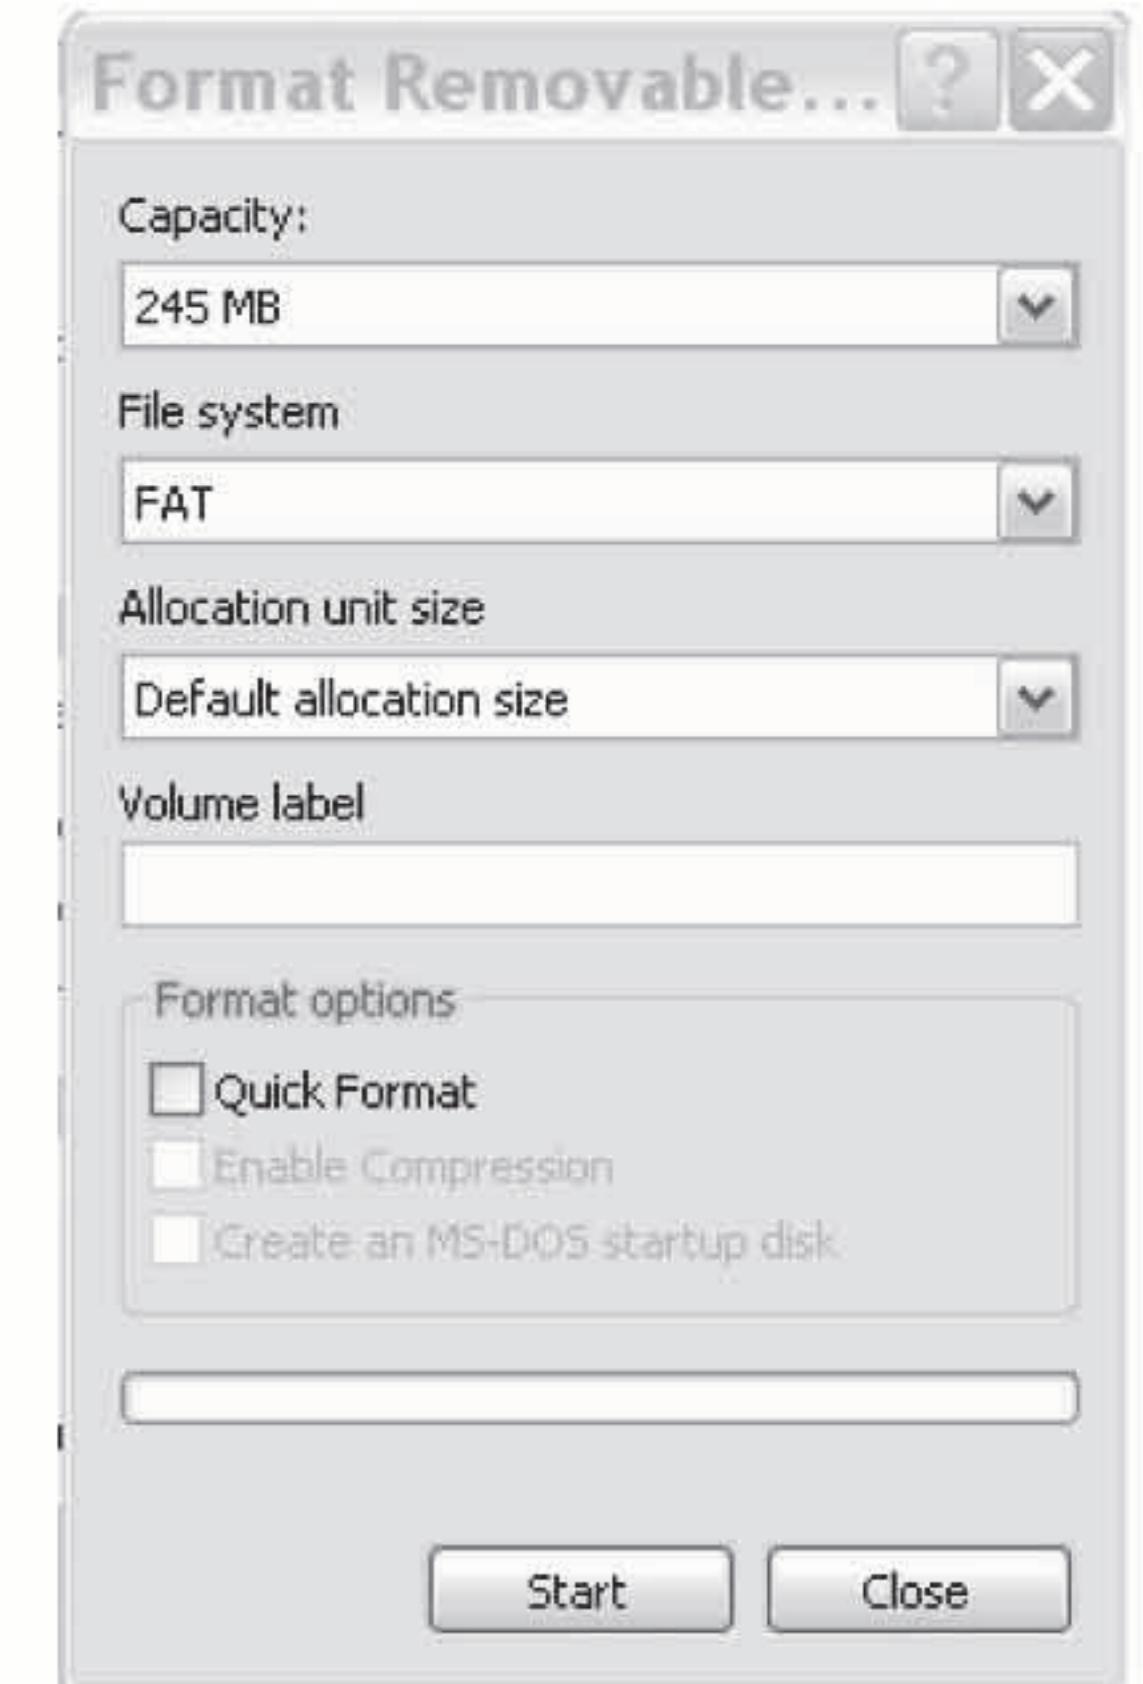 Format Removable...
Capacity:
245 MB
File system
FAT
Allocation unit size
Default allocation size
Volume label
Format options
Quick Format
Enable Compression
Create an MS-DOS startup disk
Start Close